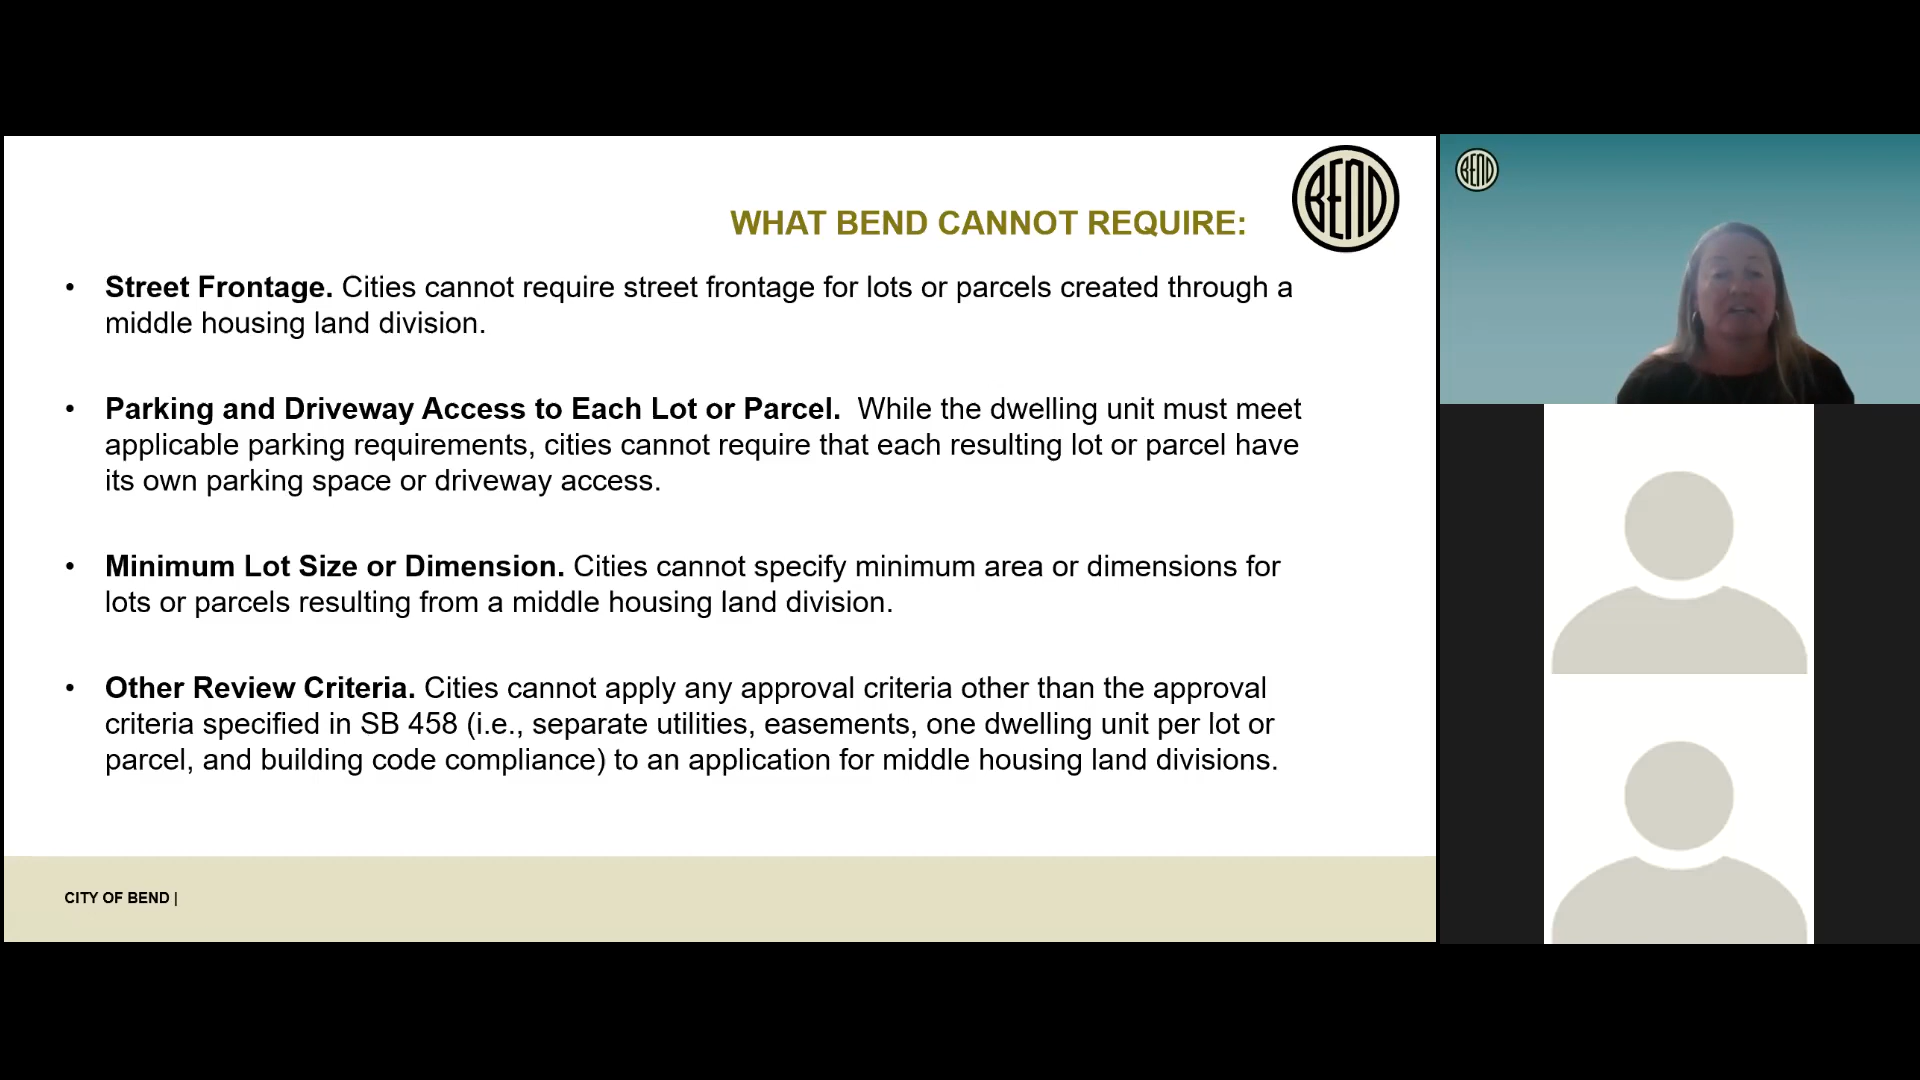 BEND
BEND
WHAT BEND CANNOT REQUIRE:
• Street Frontage. Cities cannot require street frontage for lots or parcels created through a
middle housing land division.
• Parking and Driveway Access to Each Lot or Parcel.  While the dwelling unit must meet
applicable parking requirements, cities cannot require that each resulting lot or parcel have
its own parking space or driveway access.
• Minimum Lot Size or Dimension. Cities cannot specify minimum area or dimensions for
lots or parcels resulting from a middle housing land division.
• Other Review Criteria. Cities cannot apply any approval criteria other than the approval
criteria specified in SB 458 (i.e., separate utilities, easements, one dwelling unit per lot or
parcel, and building code compliance) to an application for middle housing land divisions.
CITY OF BEND |